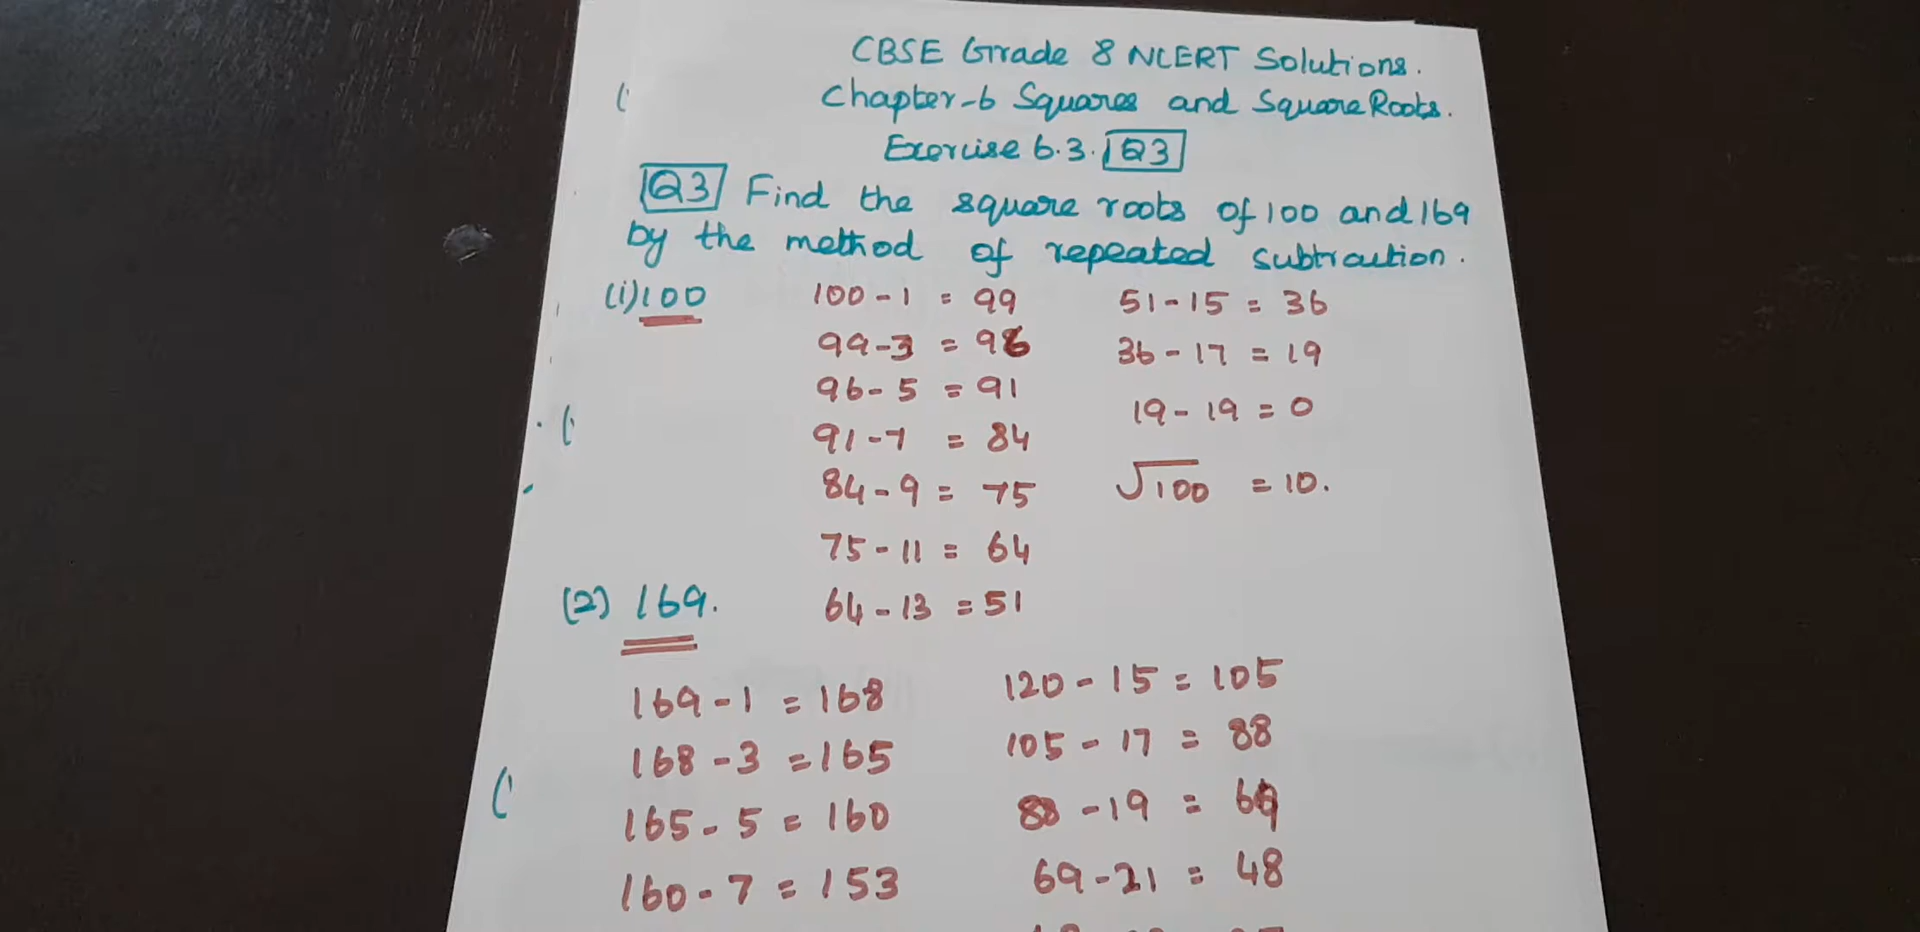 CBSE Grade 8 NCERT Solutions.
Chapter-6 Squares and Square Roots.
Exercise 6.3. Q3
Q3 Find the square roots of 100 and 169
by the method of repeated subtraction.
(i) 100
100 - 1 = 99
99 - 3 = 96
96 - 5 = 91
91 - 7 = 84
84 - 9 = 75
75 - 11 = 64
64 - 13 = 51
51 - 15 = 36
36 - 17 = 19
19 - 19 = 0
√100 = 10.
(2) 169.
169 - 1 = 168
168 - 3 = 165
165 - 5 = 160
160 - 7 = 153
120 - 15 = 105
105 - 17 = 88
88 - 19 = 69
69 - 21 = 48